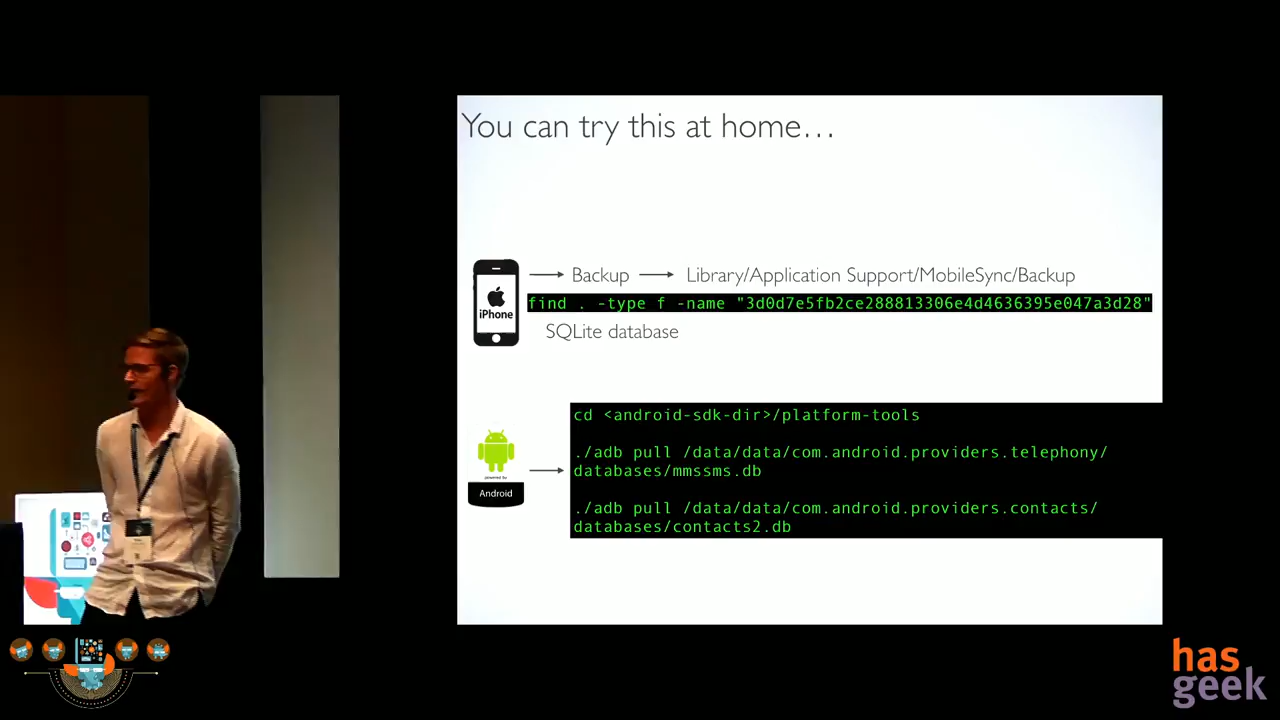 You can try this at home…
Backup
Library/Application Support/MobileSync/Backup
iPhone
find . -type f -name "3d0d7e5fb2ce288813306e4d4636395e047a3d28"
SQLite database
cd <android-sdk-dir>/platform-tools
./adb pull /data/data/com.android.providers.telephony/
databases/mmssms.db
powered by
Android
./adb pull /data/data/com.android.providers.contacts/
databases/contacts2.db
has
geek